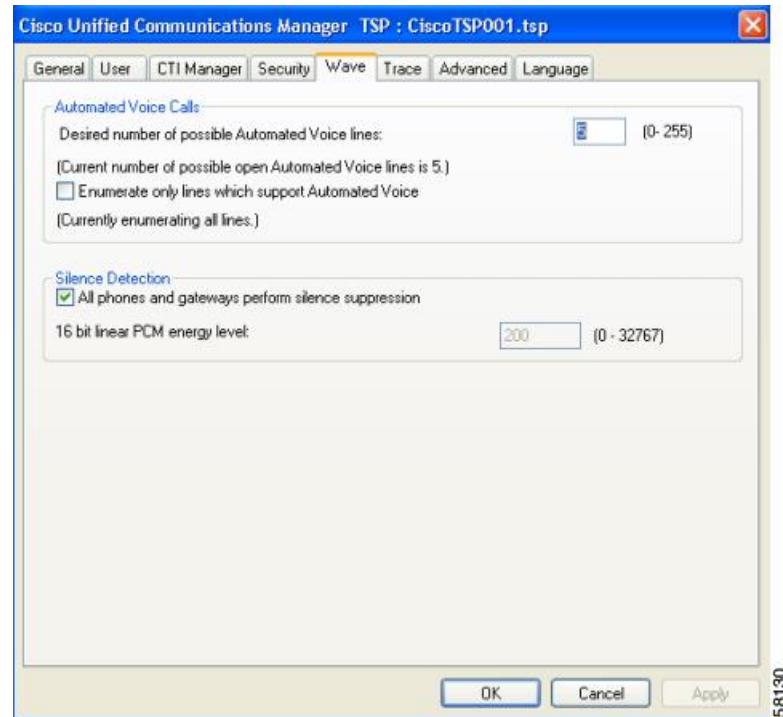 Cisco Unified Communications Manager TSP : CiscoTSP001.tsp
General User CTI Manager Security Wave Trace Advanced Language
Automated Voice Calls
Desired number of possible Automated Voice lines: 5 (0- 255)
(Current number of possible open Automated Voice lines is 5.)
Enumerate only lines which support Automated Voice
(Currently enumerating all lines.)
Silence Detection
All phones and gateways perform silence suppression
16 bit linear PCM energy level: 200 (0 - 32767)
OK Cancel Apply